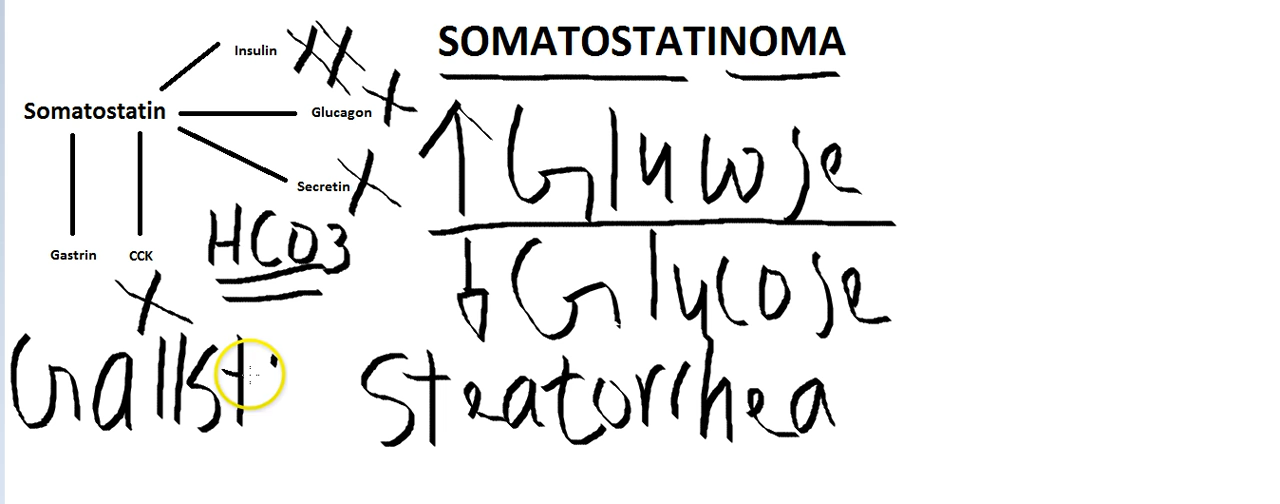 SOMATOSTATINOMA
Insulin
Somatostatin
Glucagon
↑ Glucose
Secretin
HCO3
Gastrin
CCK
↓ Glycose
Gallst
Steatorrhea